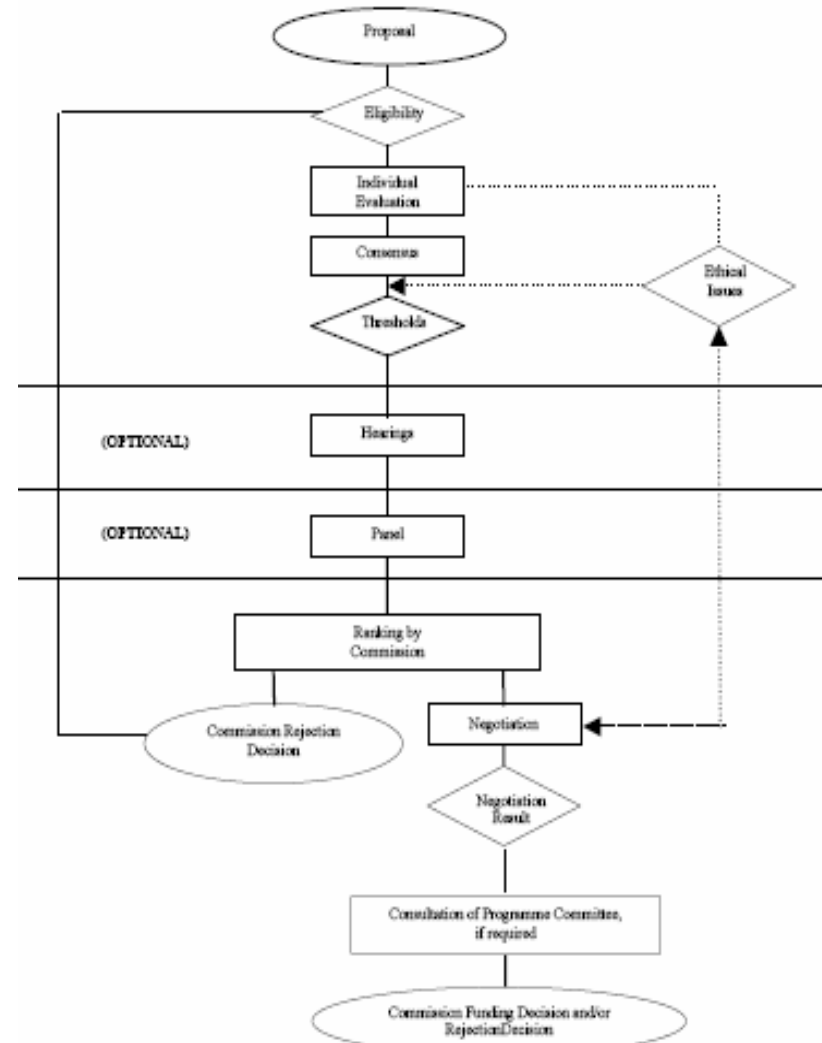 Proposal
Eligibility
Individual
Evaluation
Consensus
Ethical
Issues
Thresholds
(OPTIONAL)
Hearings
(OPTIONAL)
Panel
Ranking by
Commission
Commission Rejection
Decision
Negotiation
Negotiation
Result
Consultation of Programme Committee,
if required
Commission Funding Decision and/or
RejectionDecision